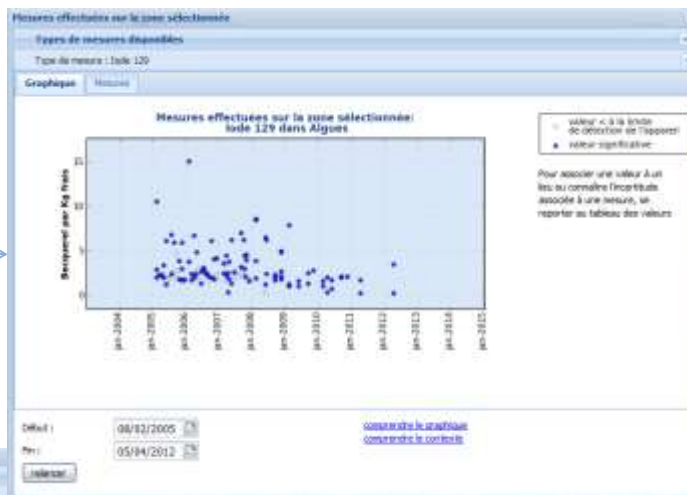 Mesures effectuées sur la zone sélectionnée
Types de mesures disponibles
Type de mesure : Iode 129
Graphique
Mesures
Mesures effectuées sur la zone sélectionnée:
Iode 129 dans Algues
Becquerel par Kg frais
15
10
5
0
jan-2004
jan-2005
jan-2006
jan-2007
jan-2008
jan-2009
jan-2010
jan-2011
jan-2012
jan-2013
jan-2014
jan-2015
valeur < à la limite
de détection de l'appareil
valeur significative
Pour associer une valeur à un
lieu ou connaître l'incertitude
associée à une mesure, se
reporter au tableau des valeurs
Début :
08/02/2005
Fin :
05/04/2012
relancer
comprendre le graphique
comprendre le contexte